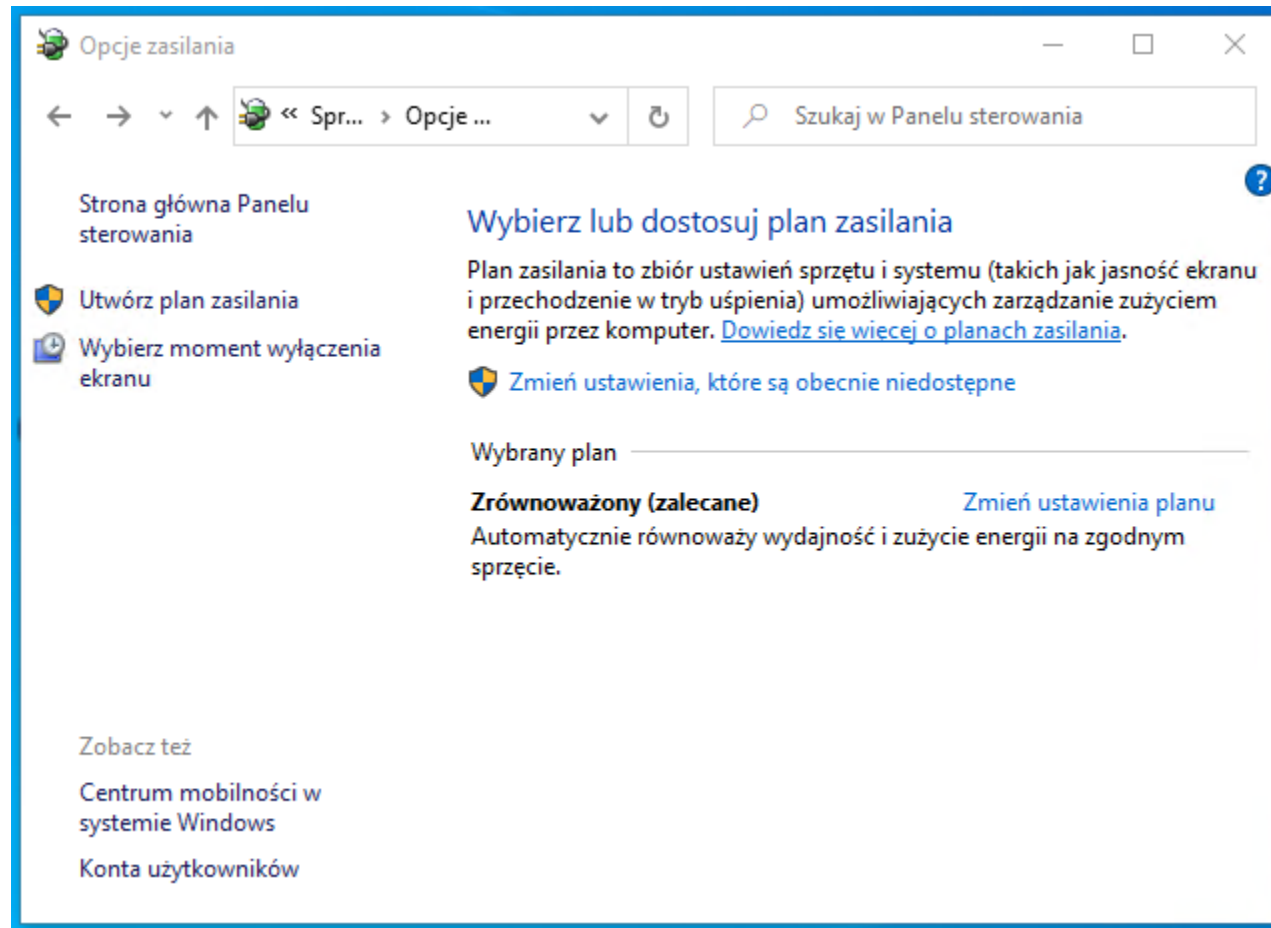 Opcje zasilania
« Spr... › Opcje ...
Szukaj w Panelu sterowania
?
Strona główna Panelu
sterowania
Utwórz plan zasilania
Wybierz moment wyłączenia
ekranu
Wybierz lub dostosuj plan zasilania
Plan zasilania to zbiór ustawień sprzętu i systemu (takich jak jasność ekranu
i przechodzenie w tryb uśpienia) umożliwiających zarządzanie zużyciem
energii przez komputer. Dowiedz się więcej o planach zasilania.
Zmień ustawienia, które są obecnie niedostępne
Wybrany plan
Zrównoważony (zalecane) Zmień ustawienia planu
Automatycznie równoważy wydajność i zużycie energii na zgodnym
sprzęcie.
Zobacz też
Centrum mobilności w
systemie Windows
Konta użytkowników